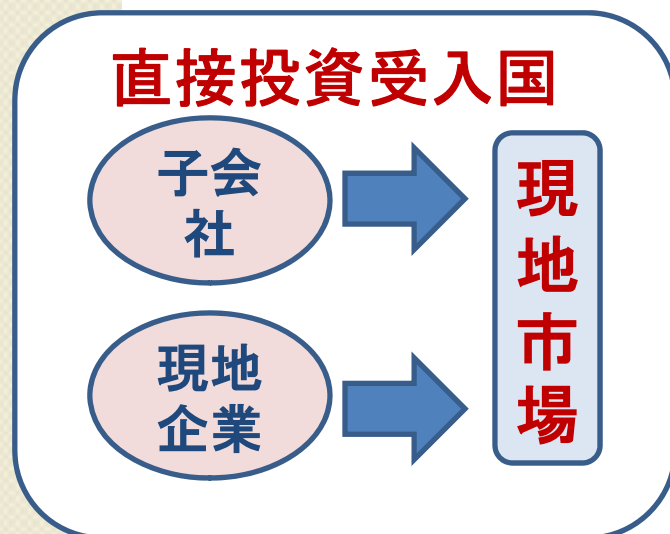 直接投資受入国
子会
社
現地
企業
現地市場